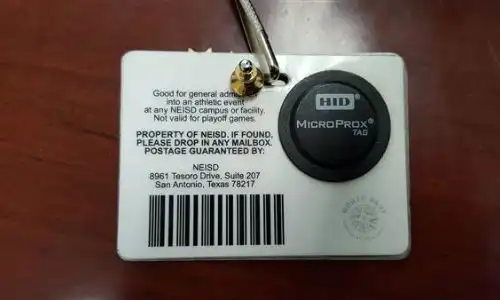 Good for general
into an athletic event
at any NEISD campus or facility.
Not valid for playoff games.
PROPERTY OF NEISD. IF FOUND.
PLEASE DROP IN ANY MAILBOX.
POSTAGE GUARANTEED BY:
NEISD
8961 Tesoro Drive, Suite 207
San Antonio, Texas 78217
HID®
MICROPROX®
TAG
NORTH EAST